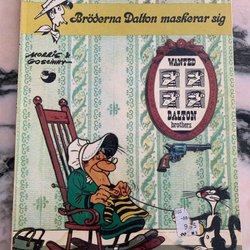 Bröderna Dalton maskerar sig
MORRIS &
GOSCINNY
WANTED
DALTON
brothers